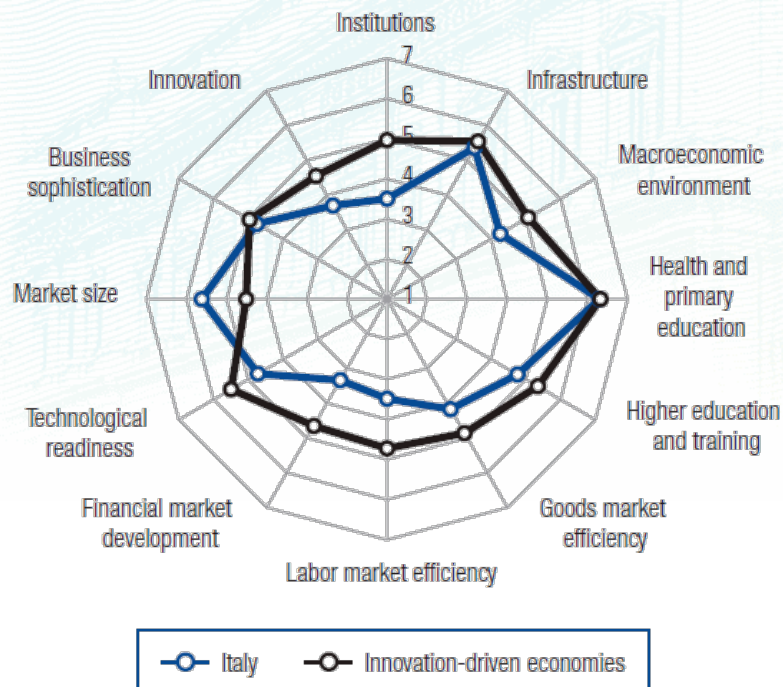 Institutions
7
Innovation
Infrastructure
6
5
Business
sophistication
Macroeconomic
environment
4
3
2
Market size
1
Health and
primary
education
Technological
readiness
Higher education
and training
Financial market
development
Goods market
efficiency
Labor market efficiency
Italy
Innovation-driven economies